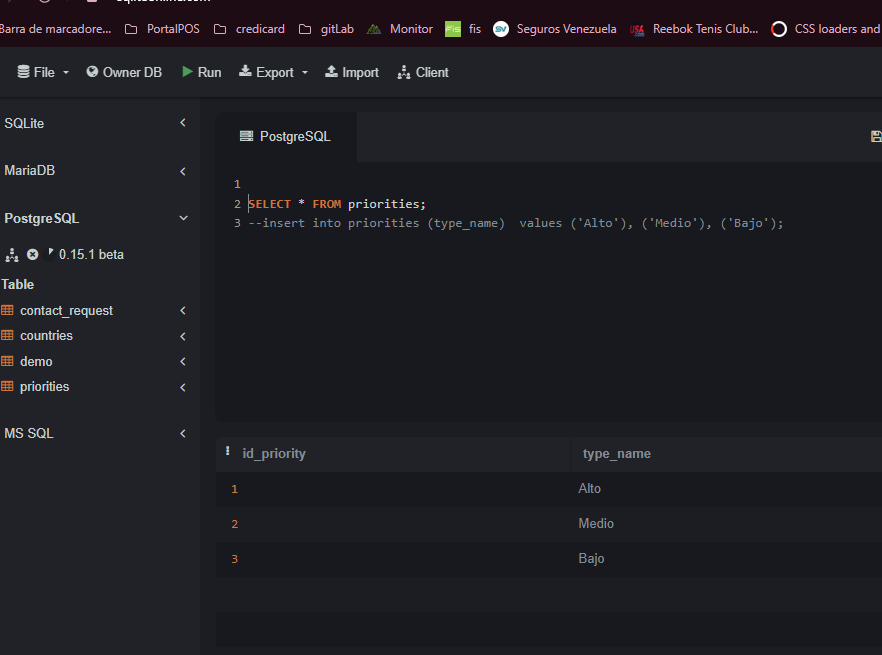 Barra de marcadore... PortalPOS credicard gitLab Monitor fis fis Seguros Venezuela USA Reebok Tenis Club... CSS loaders and
File Owner DB Run Export Import Client
SQLite
MariaDB
PostgreSQL
0.15.1 beta
Table
contact_request
countries
demo
priorities
MS SQL
PostgreSQL
1
2 SELECT * FROM priorities;
3 --insert into priorities (type_name)  values ('Alto'), ('Medio'), ('Bajo');
id_priority type_name
1 Alto
2 Medio
3 Bajo